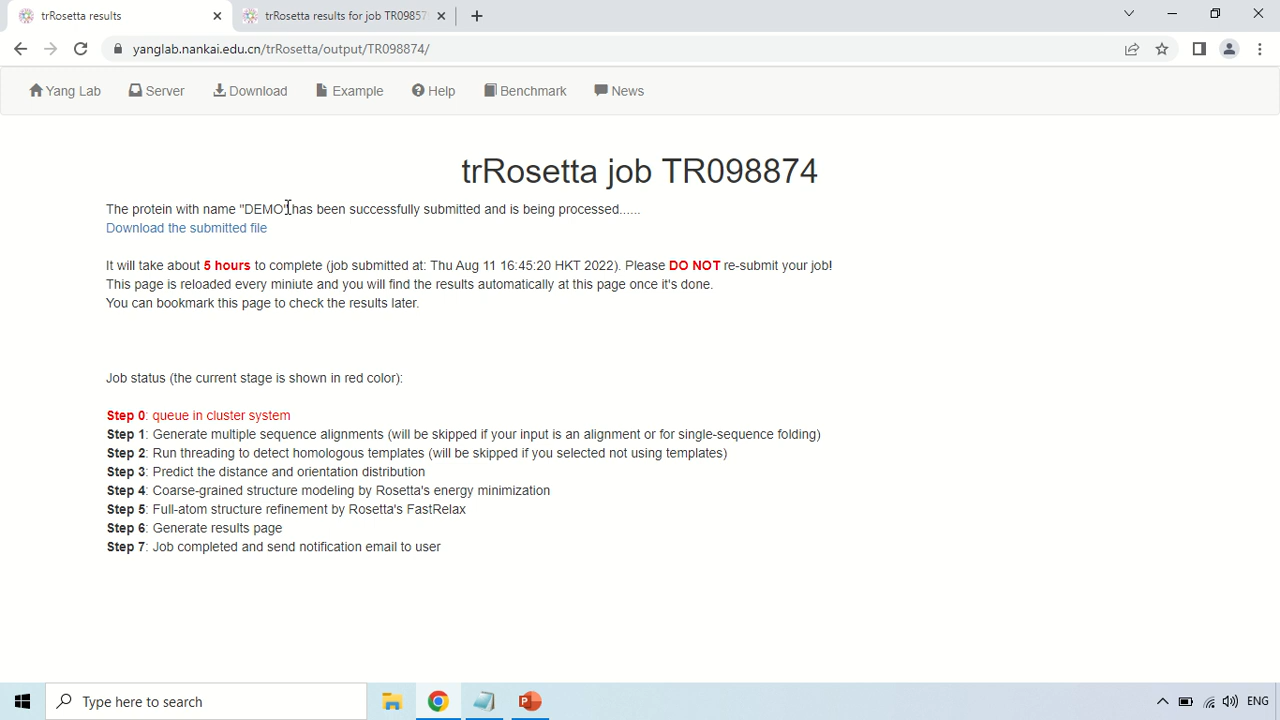 trRosetta results
trRosetta results for job TR09857
yanglab.nankai.edu.cn/trRosetta/output/TR098874/
Yang Lab
Server
Download
Example
Help
Benchmark
News
trRosetta job TR098874
The protein with name "DEMO" has been successfully submitted and is being processed......
Download the submitted file
It will take about 5 hours to complete (job submitted at: Thu Aug 11 16:45:20 HKT 2022). Please DO NOT re-submit your job!
This page is reloaded every miniute and you will find the results automatically at this page once it's done.
You can bookmark this page to check the results later.
Job status (the current stage is shown in red color):
Step 0: queue in cluster system
Step 1: Generate multiple sequence alignments (will be skipped if your input is an alignment or for single-sequence folding)
Step 2: Run threading to detect homologous templates (will be skipped if you selected not using templates)
Step 3: Predict the distance and orientation distribution
Step 4: Coarse-grained structure modeling by Rosetta's energy minimization
Step 5: Full-atom structure refinement by Rosetta's FastRelax
Step 6: Generate results page
Step 7: Job completed and send notification email to user
Type here to search
ENG